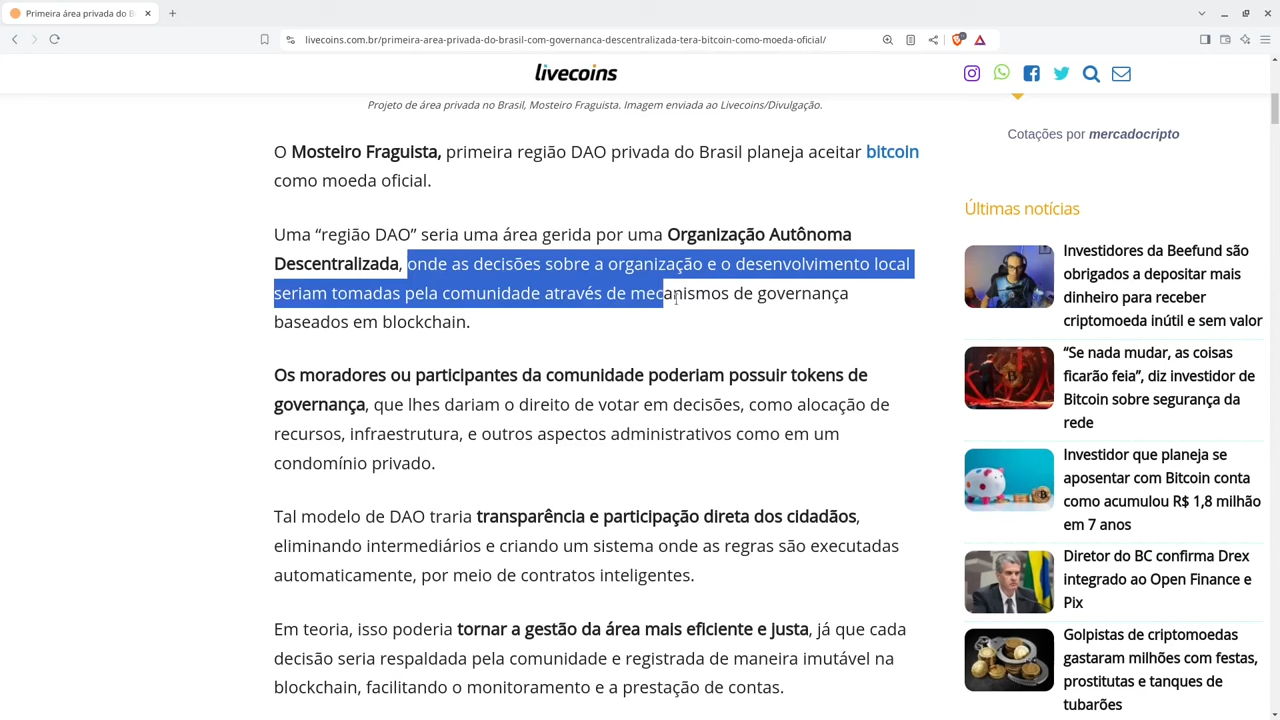 Primeira área privada do B
livecoins.com.br/primeira-area-privada-do-brasil-com-governanca-descentralizada-tera-bitcoin-como-moeda-oficial/
livecoins
Projeto de área privada no Brasil, Mosteiro Fraguista. Imagem enviada ao Livecoins/Divulgação.
O Mosteiro Fraguista, primeira região DAO privada do Brasil planeja aceitar bitcoin
como moeda oficial.
Uma “região DAO” seria uma área gerida por uma Organização Autônoma
Descentralizada, onde as decisões sobre a organização e o desenvolvimento local
seriam tomadas pela comunidade através de mecanismos de governança
baseados em blockchain.
Os moradores ou participantes da comunidade poderiam possuir tokens de
governança, que lhes dariam o direito de votar em decisões, como alocação de
recursos, infraestrutura, e outros aspectos administrativos como em um
condomínio privado.
Tal modelo de DAO traria transparência e participação direta dos cidadãos,
eliminando intermediários e criando um sistema onde as regras são executadas
automaticamente, por meio de contratos inteligentes.
Em teoria, isso poderia tornar a gestão da área mais eficiente e justa, já que cada
decisão seria respaldada pela comunidade e registrada de maneira imutável na
blockchain, facilitando o monitoramento e a prestação de contas.
Cotações por mercadocripto
Últimas notícias
Investidores da Beefund são
obrigados a depositar mais
dinheiro para receber
criptomoeda inútil e sem valor
“Se nada mudar, as coisas
ficarão feia”, diz investidor de
Bitcoin sobre segurança da
rede
Investidor que planeja se
aposentar com Bitcoin conta
como acumulou R$ 1,8 milhão
em 7 anos
Diretor do BC confirma Drex
integrado ao Open Finance e
Pix
Golpistas de criptomoedas
gastaram milhões com festas,
prostitutas e tanques de
tubarões